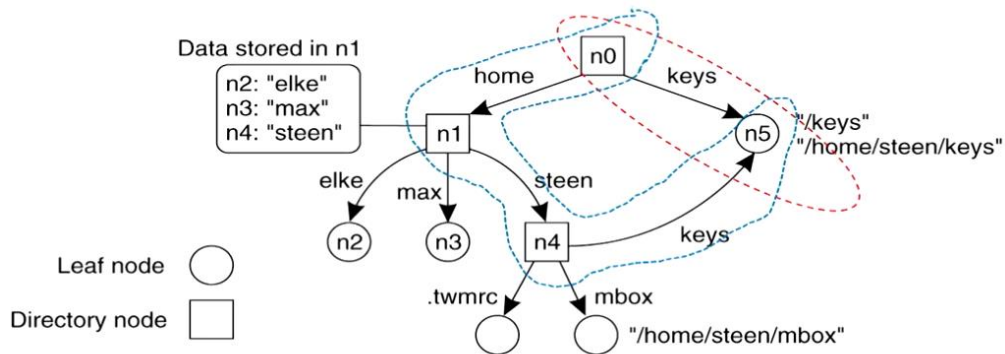 Data stored in n1
n2: "elke"
n3: "max"
n4: "steen"
n0
home
keys
n1
n5
"/keys"
"/home/steen/keys"
elke
max
steen
n2
n3
n4
keys
Leaf node
.twmrc
mbox
Directory node
"/home/steen/mbox"